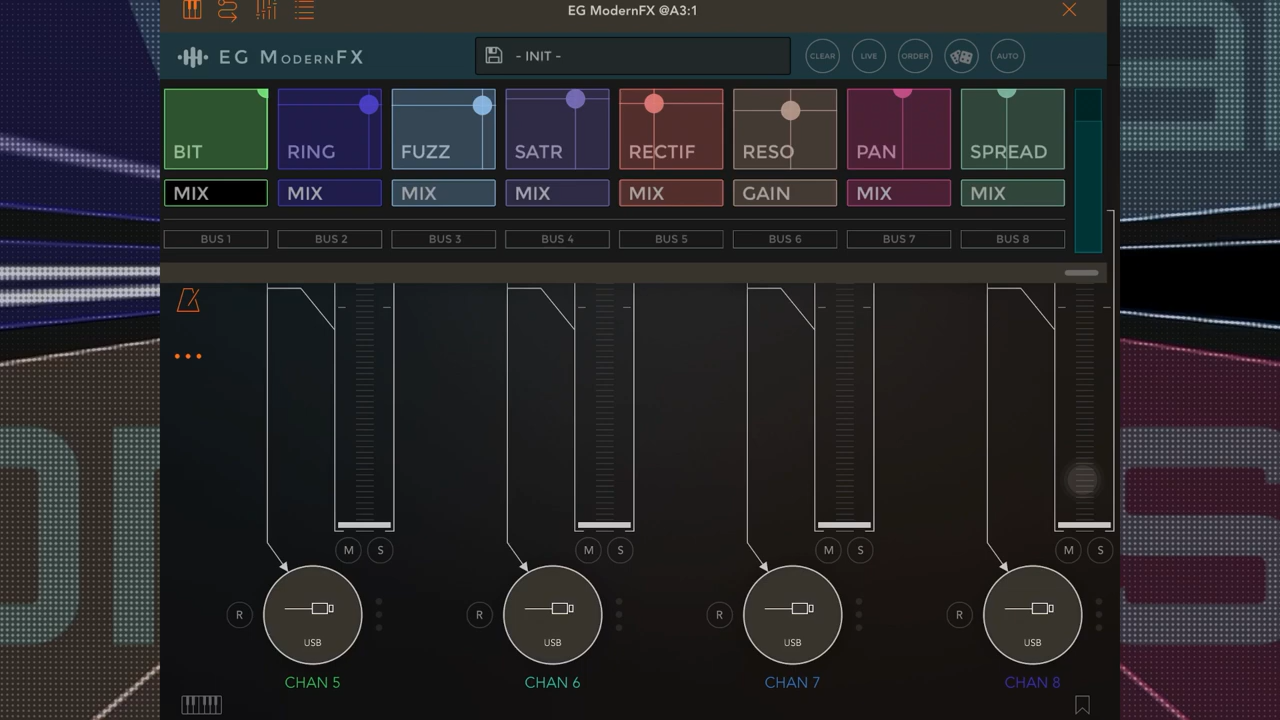 EG ModernFX @A3:1
EG ModernFX
- INIT -
CLEAR LIVE ORDER AUTO
BIT RING FUZZ SATR RECTIF RESO PAN SPREAD
MIX MIX MIX MIX MIX GAIN MIX MIX
BUS 1 BUS 2 BUS 3 BUS 4 BUS 5 BUS 6 BUS 7 BUS 8
M S M S M S M S
R R R R
USB USB USB USB
CHAN 5 CHAN 6 CHAN 7 CHAN 8